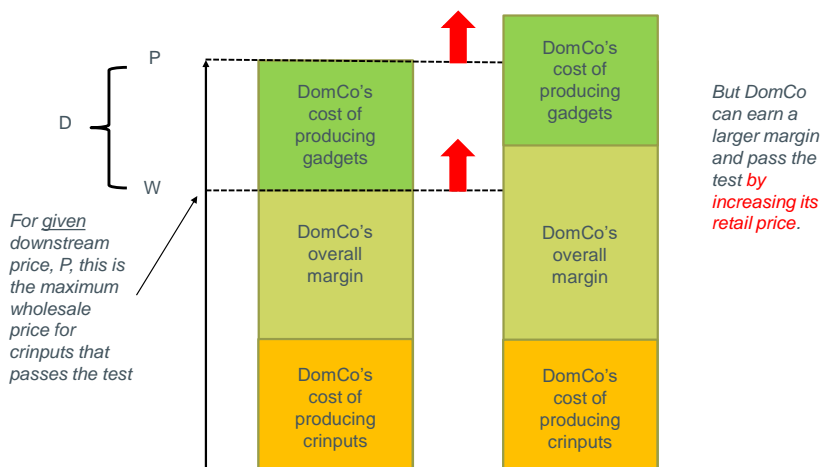 P
D
W
For given
downstream
price, P, this is
the maximum
wholesale
price for
crinputs that
passes the test
DomCo's
cost of
producing
gadgets
DomCo's
overall
margin
DomCo's
cost of
producing
crinputs
DomCo's
cost of
producing
gadgets
DomCo's
overall
margin
DomCo's
cost of
producing
crinputs
But DomCo
can earn a
larger margin
and pass the
test by
increasing its
retail price.